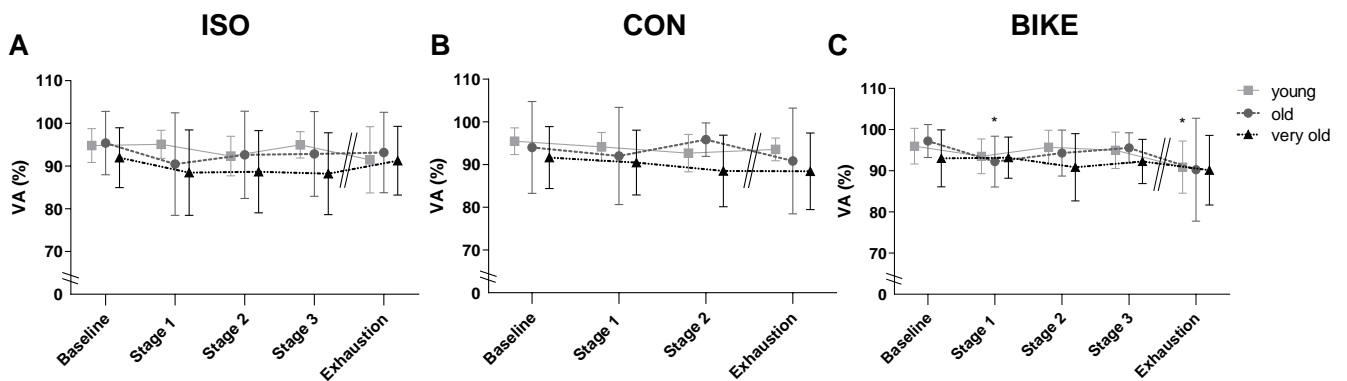 ISO
CON
BIKE
A
B
C
VA (%)
110
100
90
80
70
0
Baseline
Stage 1
Stage 2
Stage 3
Exhaustion
VA (%)
110
100
90
80
70
0
Baseline
Stage 1
Stage 2
Exhaustion
VA (%)
110
100
90
80
70
0
*
*
Baseline
Stage 1
Stage 2
Stage 3
Exhaustion
young
old
very old